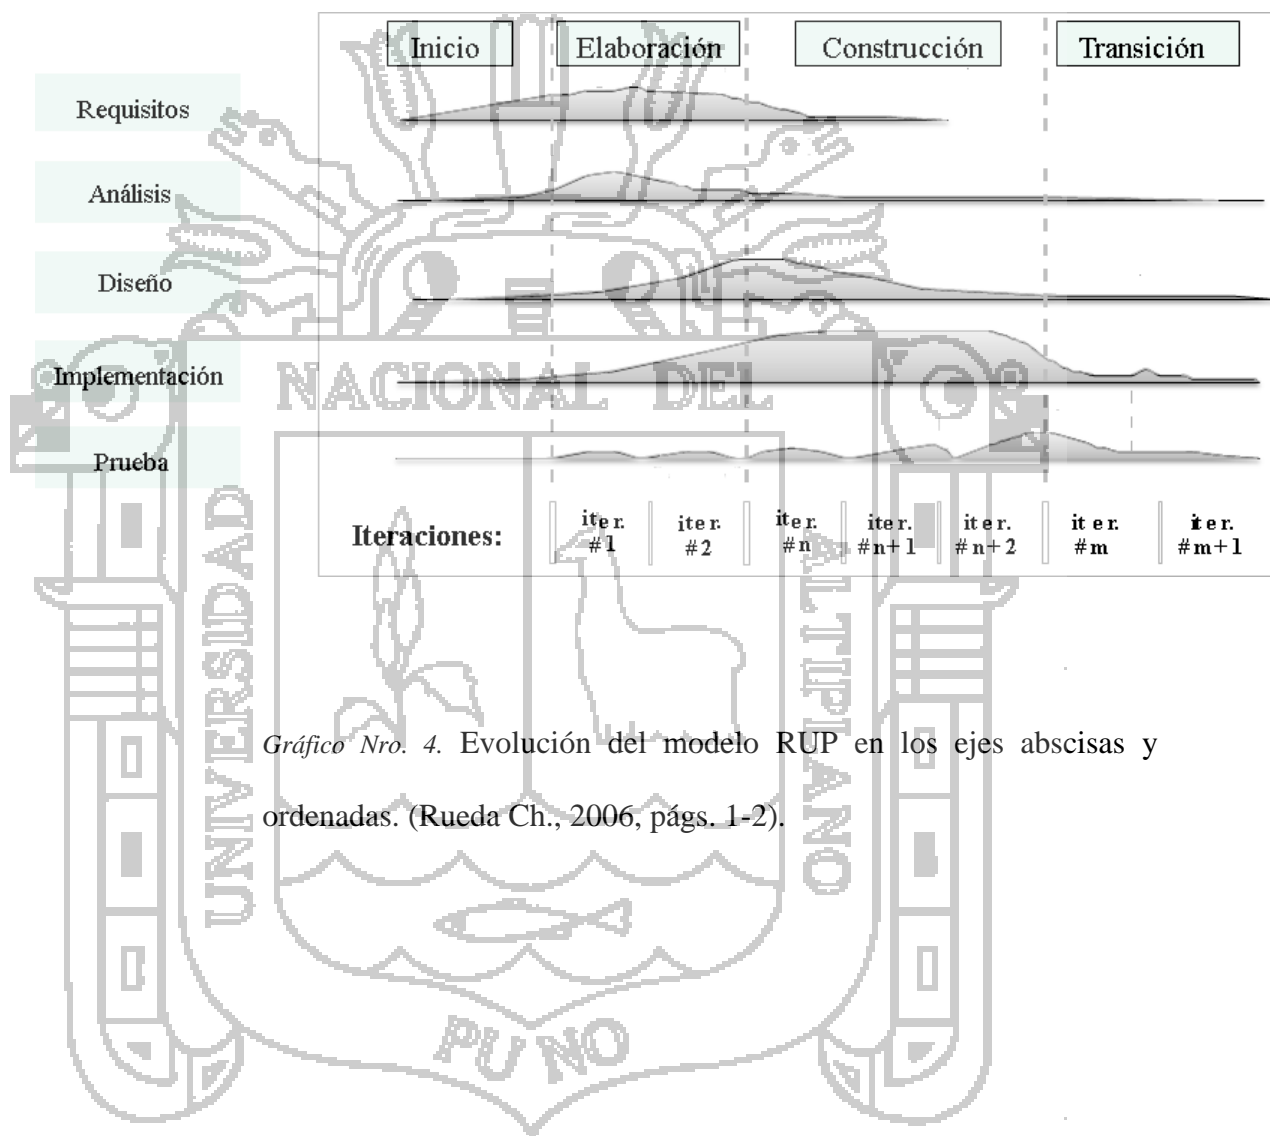 Inicio Elaboración Construcción Transición
Requisitos
Análisis
Diseño
Implementación
Prueba
Iteraciones:
iter. #1
iter. #2
iter. #n
iter. #n+1
iter. #n+2
iter. #m
iter. #m+1
Gráfico Nro. 4. Evolución del modelo RUP en los ejes abscisas y
ordenadas. (Rueda Ch., 2006, págs. 1-2).
UNIVERSIDAD
NACIONAL DEL
ALTIPLANO
PUNO